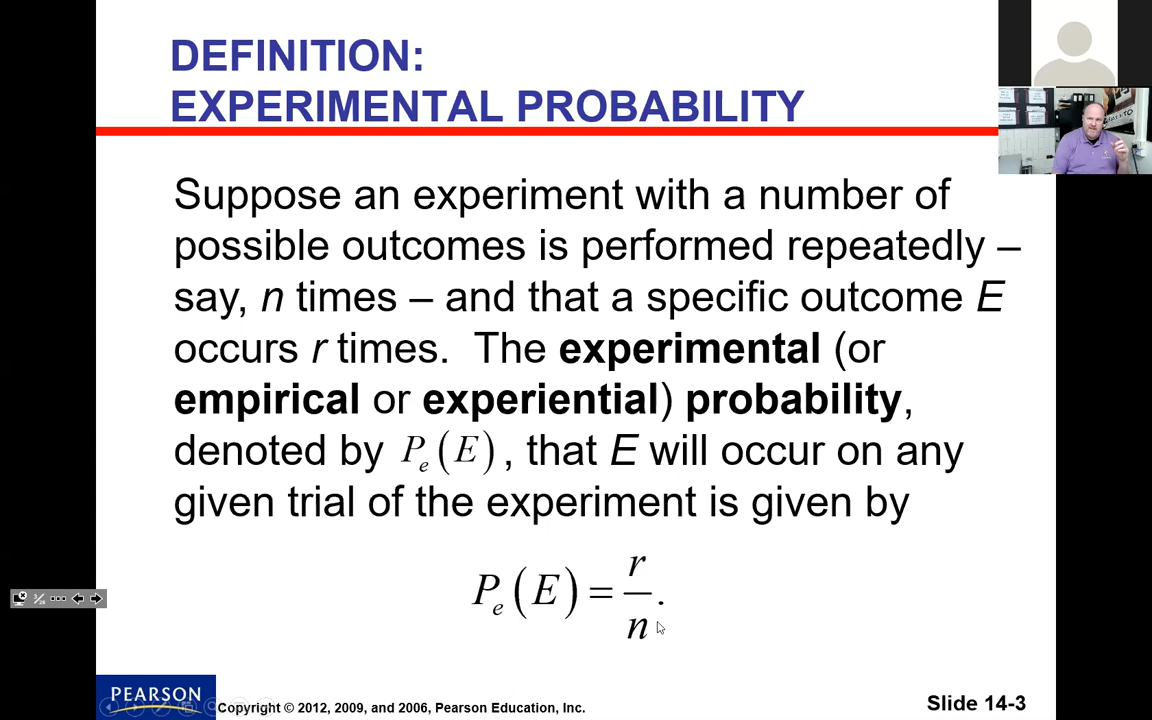 DEFINITION:
EXPERIMENTAL PROBABILITY
Suppose an experiment with a number of
possible outcomes is performed repeatedly –
say, n times – and that a specific outcome E
occurs r times. The experimental (or
empirical or experiential) probability,
denoted by Pₑ(E), that E will occur on any
given trial of the experiment is given by
Pₑ(E) = r/n.
PEARSON
Copyright © 2012, 2009, and 2006, Pearson Education, Inc.
Slide 14-3